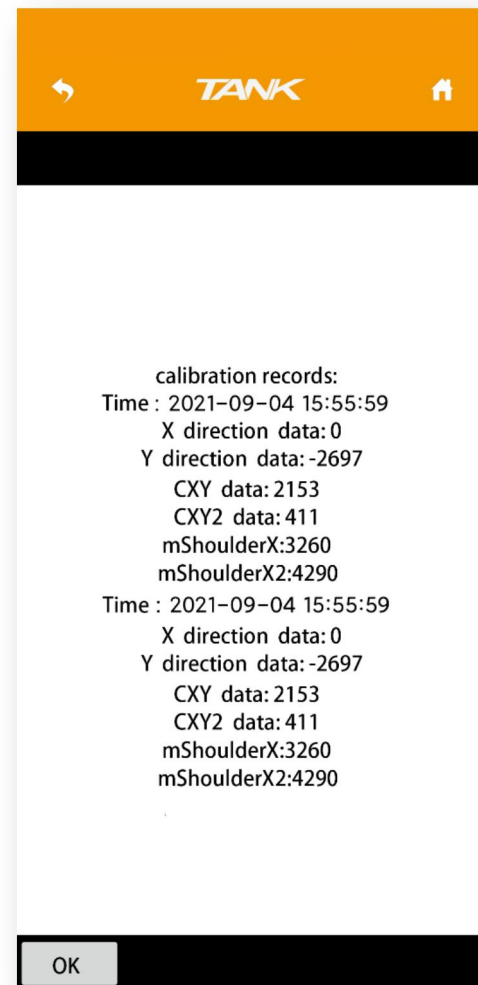 TANK
calibration records:
Time : 2021-09-04 15:55:59
X direction data: 0
Y direction data: -2697
CXY data: 2153
CXY2 data: 411
mShoulderX:3260
mShoulderX2:4290
Time : 2021-09-04 15:55:59
X direction data: 0
Y direction data: -2697
CXY data: 2153
CXY2 data: 411
mShoulderX:3260
mShoulderX2:4290
OK